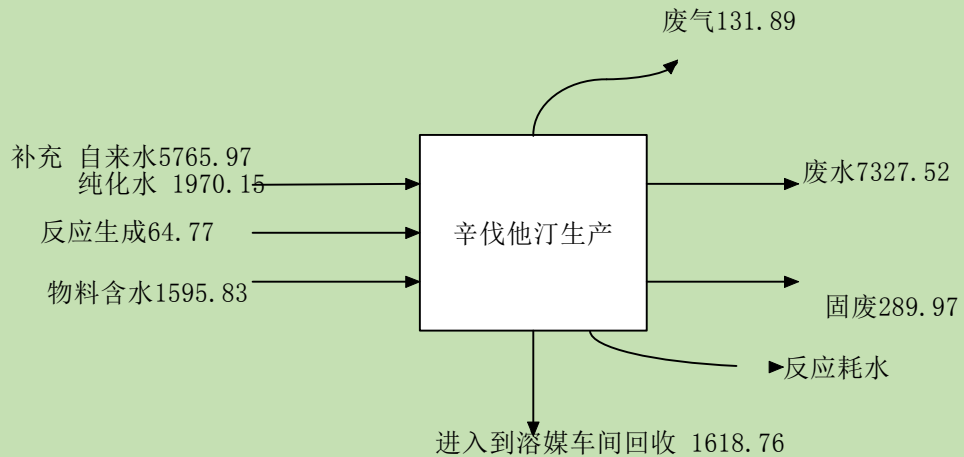 废气131.89
补充 自来水5765.97
纯化水 1970.15
废水7327.52
反应生成64.77
辛伐他汀生产
物料含水1595.83
固废289.97
反应耗水
进入到溶媒车间回收 1618.76